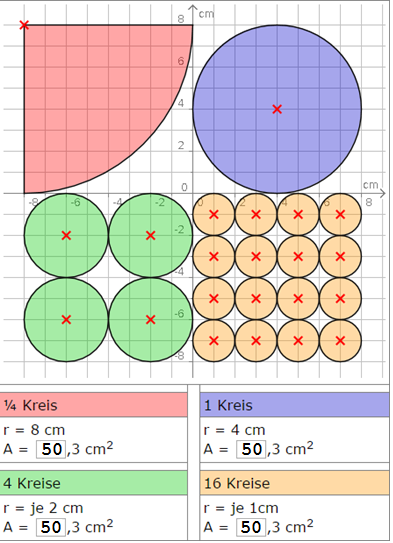 8 cm
6
4
2
0 cm
-8 -6 -4 -2 2 4 6 8
-2
-4
-6
-8
¼ Kreis 1 Kreis
r = 8 cm r = 4 cm
A = 50,3 cm² A = 50,3 cm²
4 Kreise 16 Kreise
r = je 2 cm r = je 1cm
A = 50,3 cm² A = 50,3 cm²